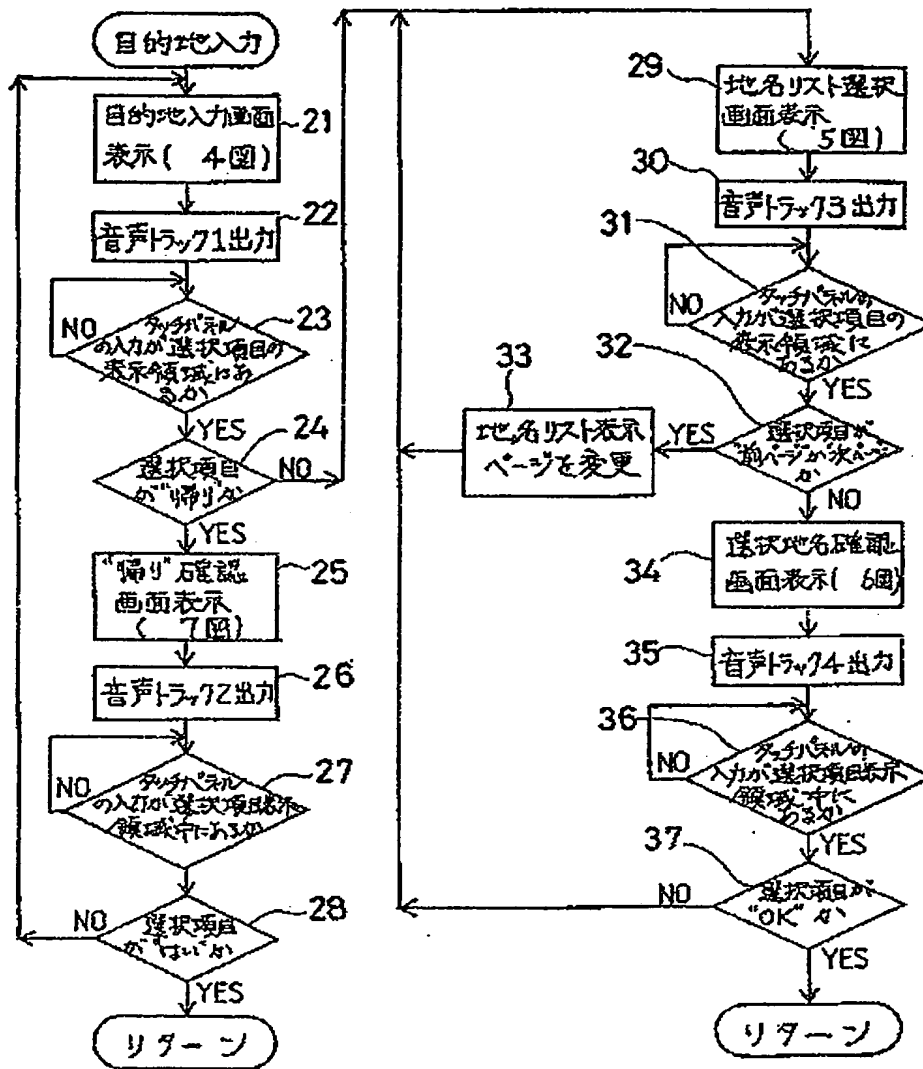 目的地入力
21
目的地入力画面
表示( 4図)
22
音声トラック1出力
23
タッチパネル
の入力が選択項目の
表示領域にあ
るか
NO
YES
24
選択項目
が"帰り"か
NO
YES
25
"帰り"確認
画面表示
( 7図)
26
音声トラック2出力
27
タッチパネル
の入力が選択項目表示
領域中にあるか
NO
28
選択項目
が"はい"か
NO
YES
リターン
29
地名リスト選択
画面表示
( 5図)
30
音声トラック3出力
31
タッチパネルの
入力が選択項目の
表示領域に
あるか
NO
YES
32
選択項目が
"前ページ"か"次ページ"
か
YES
NO
33
地名リスト表示
ページを変更
34
選択地名確認
画面表示( 6図)
35
音声トラック4出力
36
タッチパネルの
入力が選択項目表示
領域中に
あるか
NO
YES
37
選択項目が
"OK"か
NO
YES
リターン